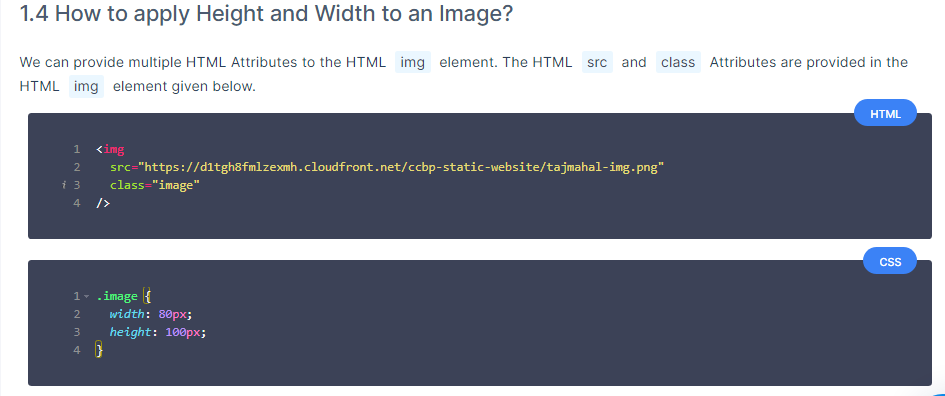 1.4 How to apply Height and Width to an Image?
We can provide multiple HTML Attributes to the HTML img element. The HTML src and class Attributes are provided in the
HTML img element given below.
HTML
1 <img
2 src="https://d1tgh8fmlzexmh.cloudfront.net/ccbp-static-website/tajmahal-img.png"
i 3 class="image"
4 />
CSS
1 .image {
2 width: 80px;
3 height: 100px;
4 }